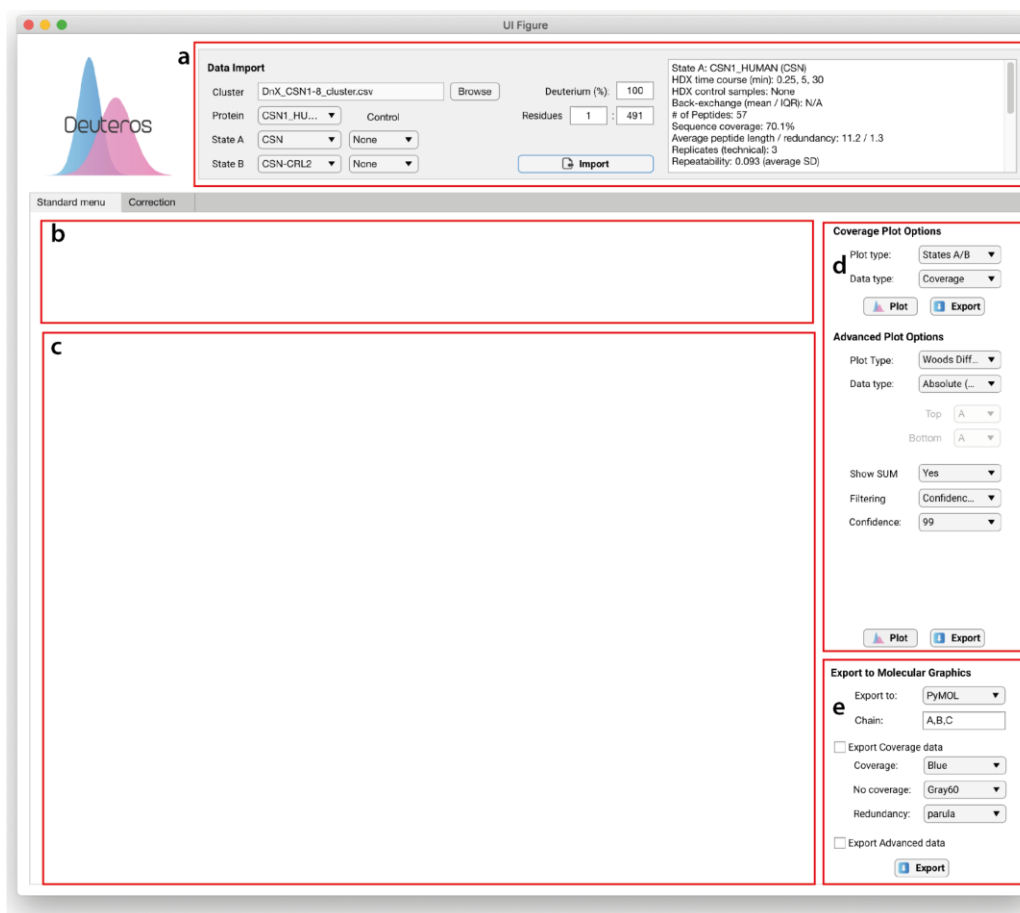 UI Figure
a
Deuteros
Data Import
Cluster DnX_CSN1-8_cluster.csv Browse Deuterium (%): 100
Protein CSN1_HU... Control Residues 1 : 491
State A CSN None
State B CSN-CRL2 None Import
State A: CSN1_HUMAN (CSN)
HDX time course (min): 0.25, 5, 30
HDX control samples: None
Back-exchange (mean / IQR): N/A
# of Peptides: 57
Sequence coverage: 70.1%
Average peptide length / redundancy: 11.2 / 1.3
Replicates (technical): 3
Repeatability: 0.093 (average SD)
Standard menu Correction
b
c
Coverage Plot Options
d
Plot type: States A/B
Data type: Coverage
Plot Export
Advanced Plot Options
Plot Type: Woods Diff...
Data type: Absolute (...
Top A
Bottom A
Show SUM Yes
Filtering Confidenc...
Confidence: 99
Plot Export
Export to Molecular Graphics
e
Export to: PyMOL
Chain: A,B,C
Export Coverage data
Coverage: Blue
No coverage: Gray60
Redundancy: parula
Export Advanced data
Export